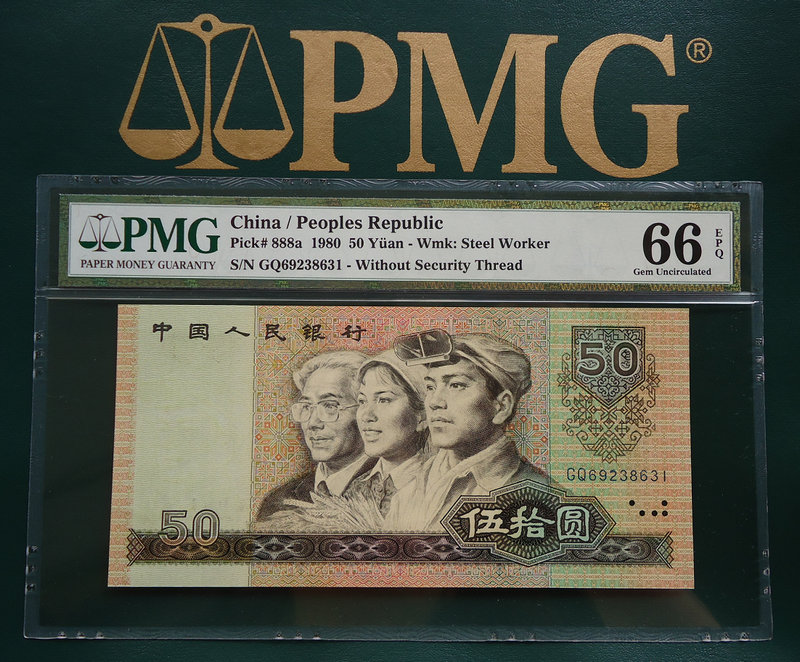 PMG®
PMG
PAPER MONEY GUARANTY
China / Peoples Republic
Pick# 888a 1980 50 Yüan - Wmk: Steel Worker
S/N GQ69238631 - Without Security Thread
66
EPQ
Gem Uncirculated
中国人民银行
50
GQ69238631
50
伍拾圆